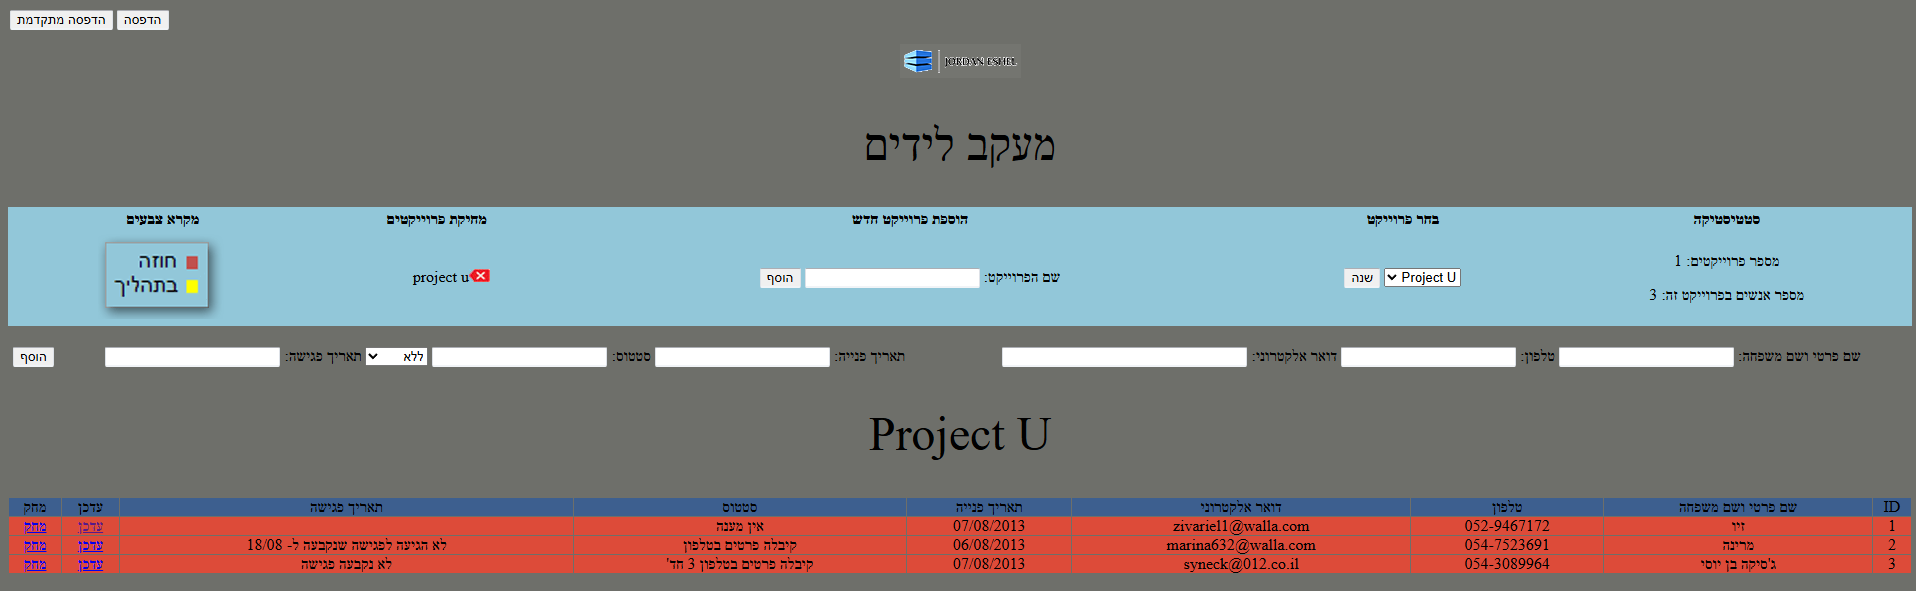 הדפסה הדפסה מתקדמת
JORDAN ESHEL
מעקב לידים
סטטיסטיקה בחר פרוייקט הוספת פרוייקט חדש מחיקת פרוייקטים מקרא צבעים
מספר פרוייקטים: 1
מספר אנשים בפרוייקט זה: 3
Project U שנה
שם הפרוייקט: הוסף
project u
חוזה
בתהליך
שם פרטי ושם משפחה: טלפון: דואר אלקטרוני: תאריך פנייה: סטטוס: ללא תאריך פגישה: הוסף
Project U
ID שם פרטי ושם משפחה טלפון דואר אלקטרוני תאריך פנייה סטטוס תאריך פגישה עדכן מחק
1 זיו 052-9467172 zivariel1@walla.com 07/08/2013 אין מענה עדכן מחק
2 מרינה 054-7523691 marina632@walla.com 06/08/2013 קיבלה פרטים בטלפון לא הגיעה לפגישה שנקבעה ל- 18/08 עדכן מחק
3 ג'סיקה בן יוסי 054-3089964 syneck@012.co.il 07/08/2013 קיבלה פרטים בטלפון 3 חד' לא נקבעה פגישה עדכן מחק